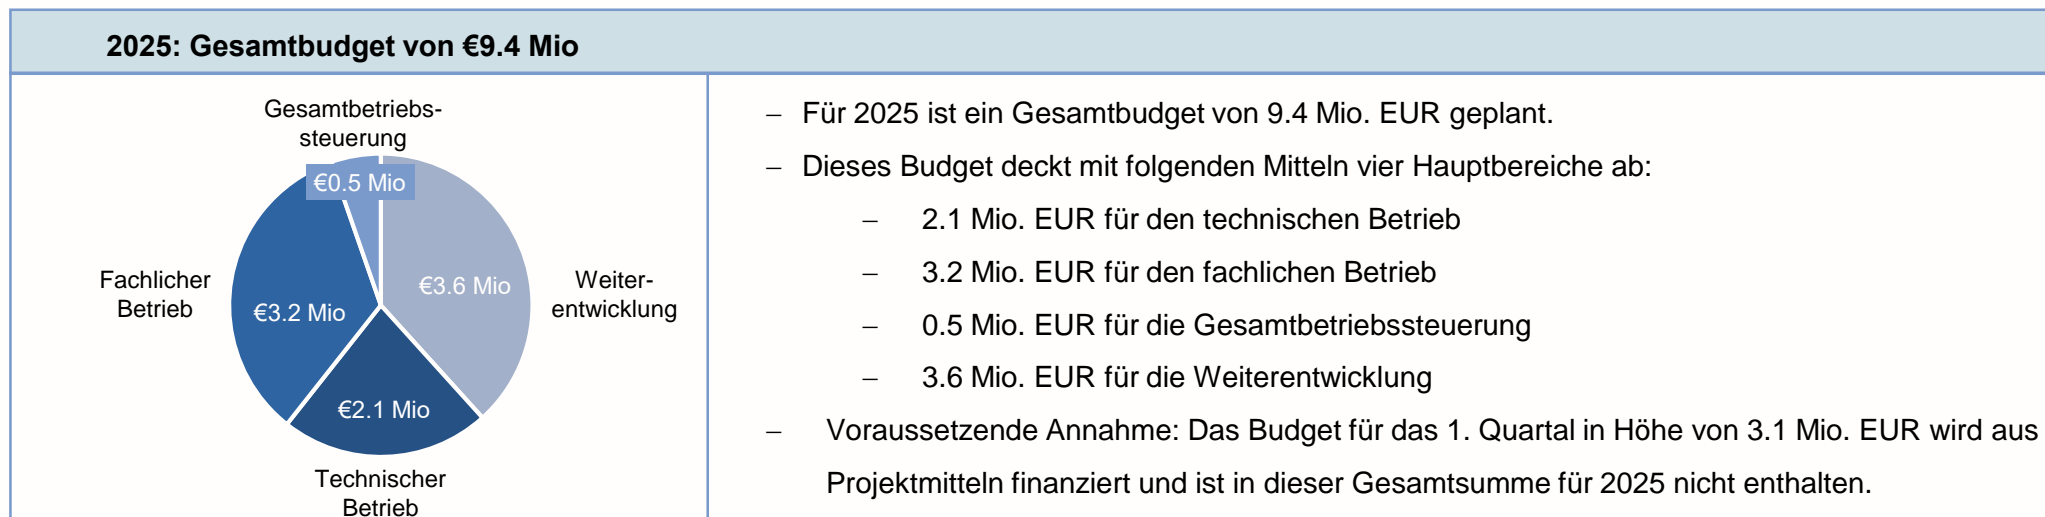 2025: Gesamtbudget von €9.4 Mio
Gesamtbetriebs-
steuerung
€0.5 Mio
Fachlicher
Betrieb
€3.2 Mio
€3.6 Mio
Weiter-
entwicklung
€2.1 Mio
Technischer
Betrieb
– Für 2025 ist ein Gesamtbudget von 9.4 Mio. EUR geplant.
– Dieses Budget deckt mit folgenden Mitteln vier Hauptbereiche ab:
– 2.1 Mio. EUR für den technischen Betrieb
– 3.2 Mio. EUR für den fachlichen Betrieb
– 0.5 Mio. EUR für die Gesamtbetriebssteuerung
– 3.6 Mio. EUR für die Weiterentwicklung
– Voraussetzende Annahme: Das Budget für das 1. Quartal in Höhe von 3.1 Mio. EUR wird aus
Projektmitteln finanziert und ist in dieser Gesamtsumme für 2025 nicht enthalten.